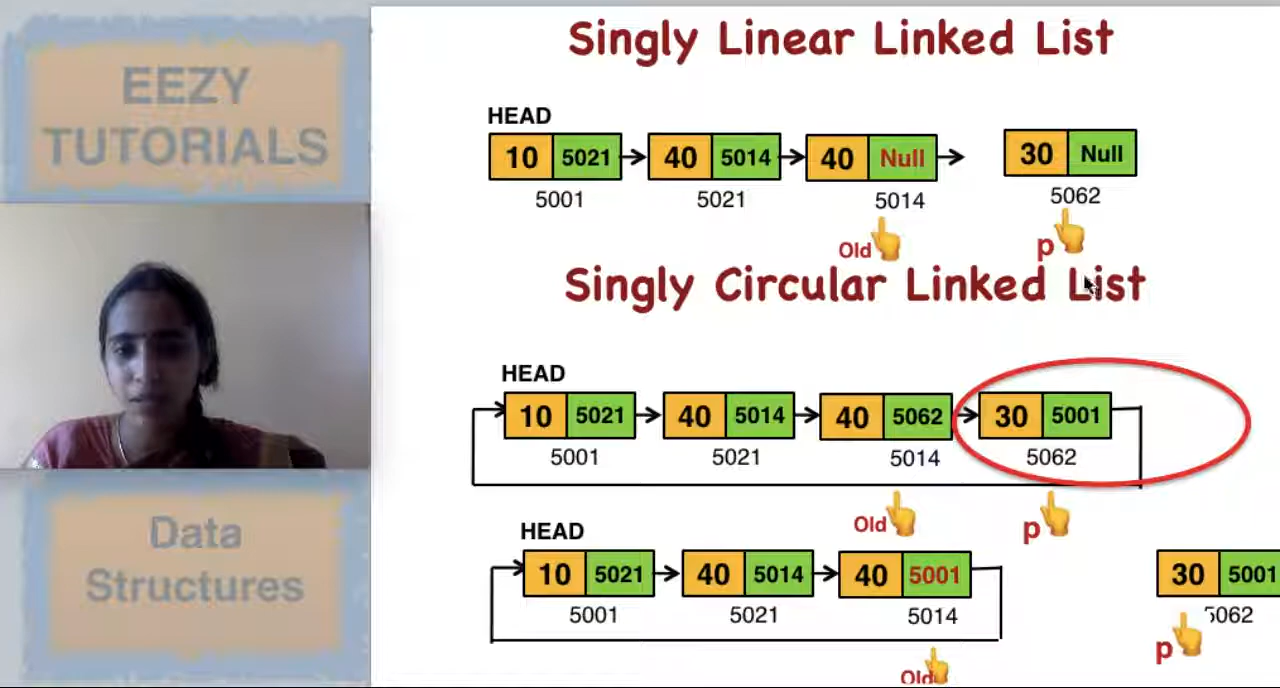 EEZY
TUTORIALS
Data
Structures
Singly Linear Linked List
HEAD
10 5021 40 5014 40 Null 30 Null
5001 5021 5014 5062
Old p
Singly Circular Linked List
HEAD
10 5021 40 5014 40 5062 30 5001
5001 5021 5014 5062
Old p
HEAD
10 5021 40 5014 40 5001 30 5001
5001 5021 5014 5062
p
Old